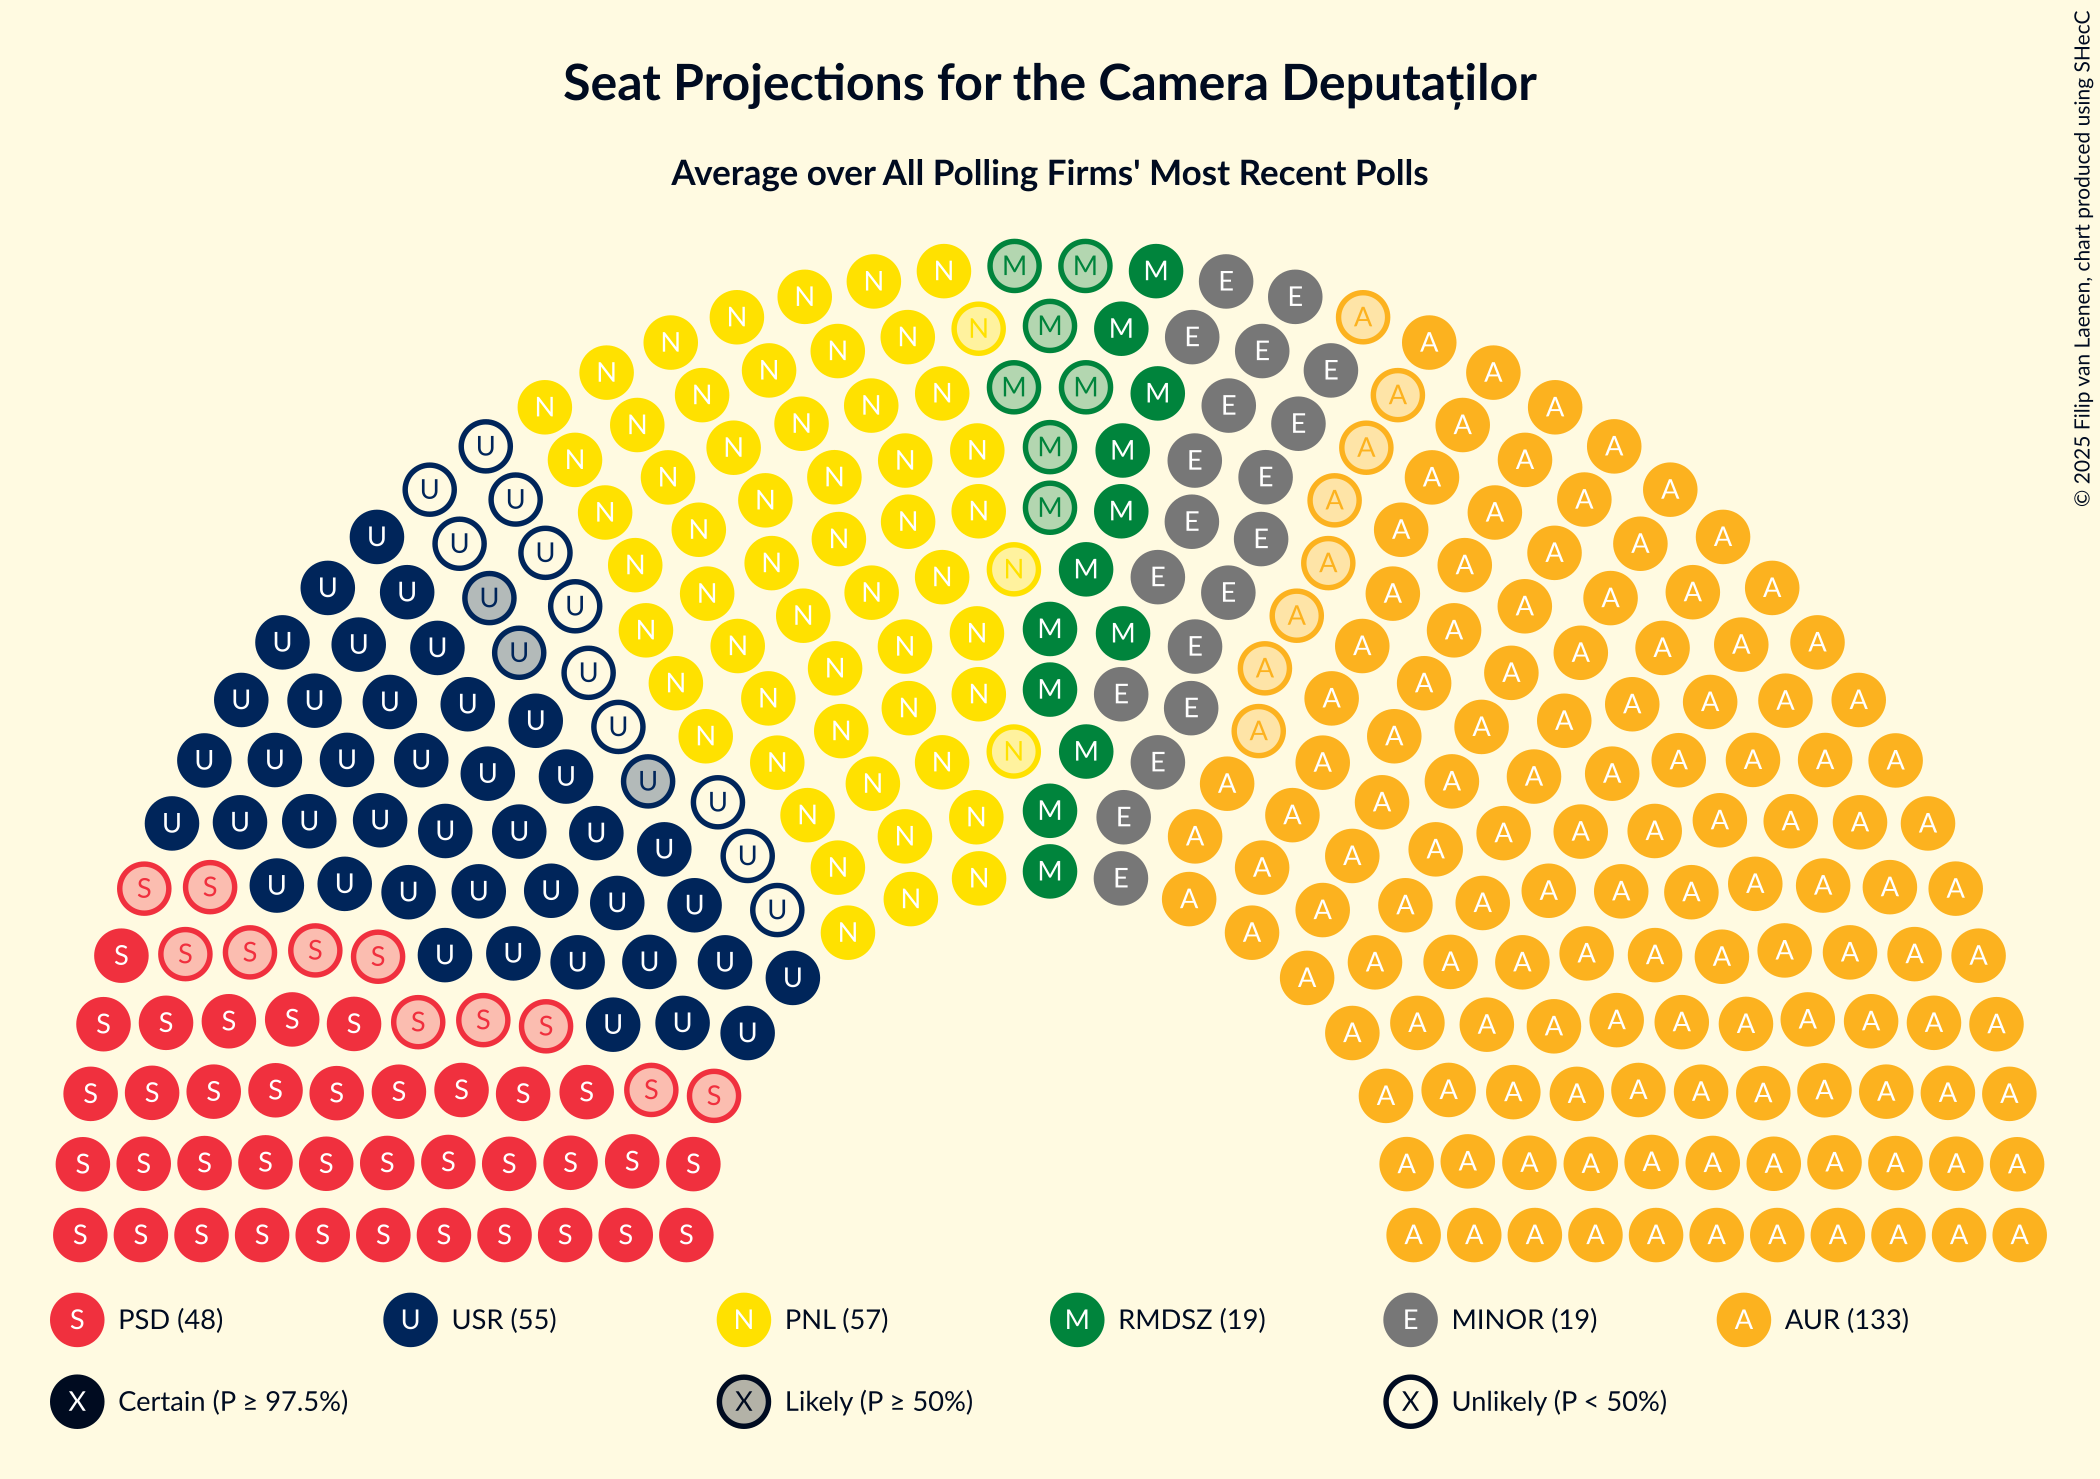 Seat Projections for the Camera Deputaților
Average over All Polling Firms' Most Recent Polls
© 2025 Filip van Laenen, chart produced using SHecC
S PSD (48) U USR (55) N PNL (57) M RMDSZ (19) E MINOR (19) A AUR (133)
X Certain (P ≥ 97.5%) X Likely (P ≥ 50%) X Unlikely (P < 50%)